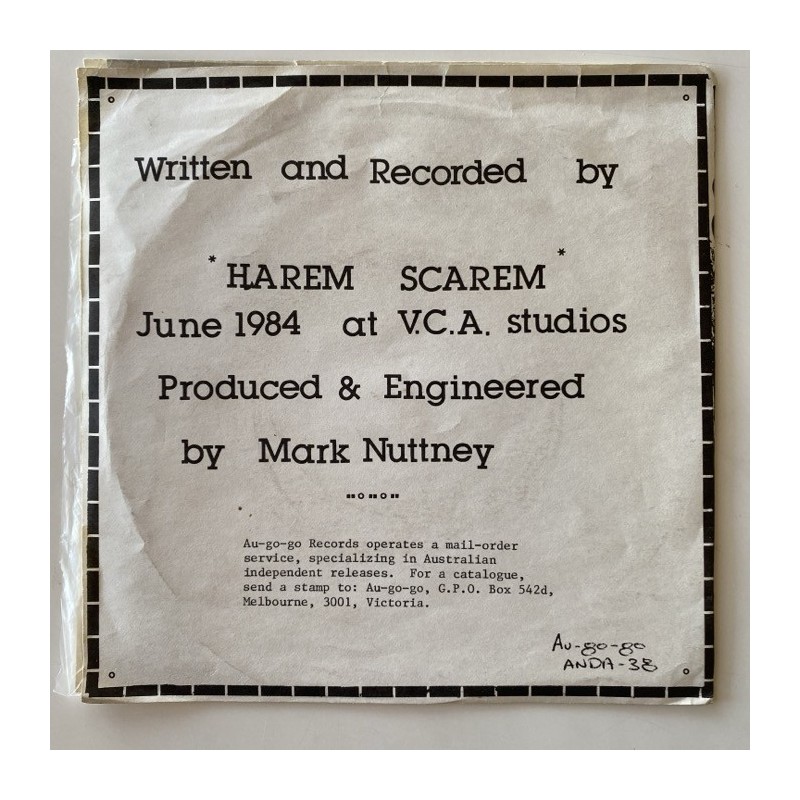 Written and Recorded by
* HAREM SCAREM *
June 1984 at V.C.A. studios
Produced & Engineered
by Mark Nuttney
Au-go-go Records operates a mail-order
service, specializing in Australian
independent releases. For a catalogue,
send a stamp to: Au-go-go, G.P.O. Box 542d,
Melbourne, 3001, Victoria.
Au-go-go
ANDA-38